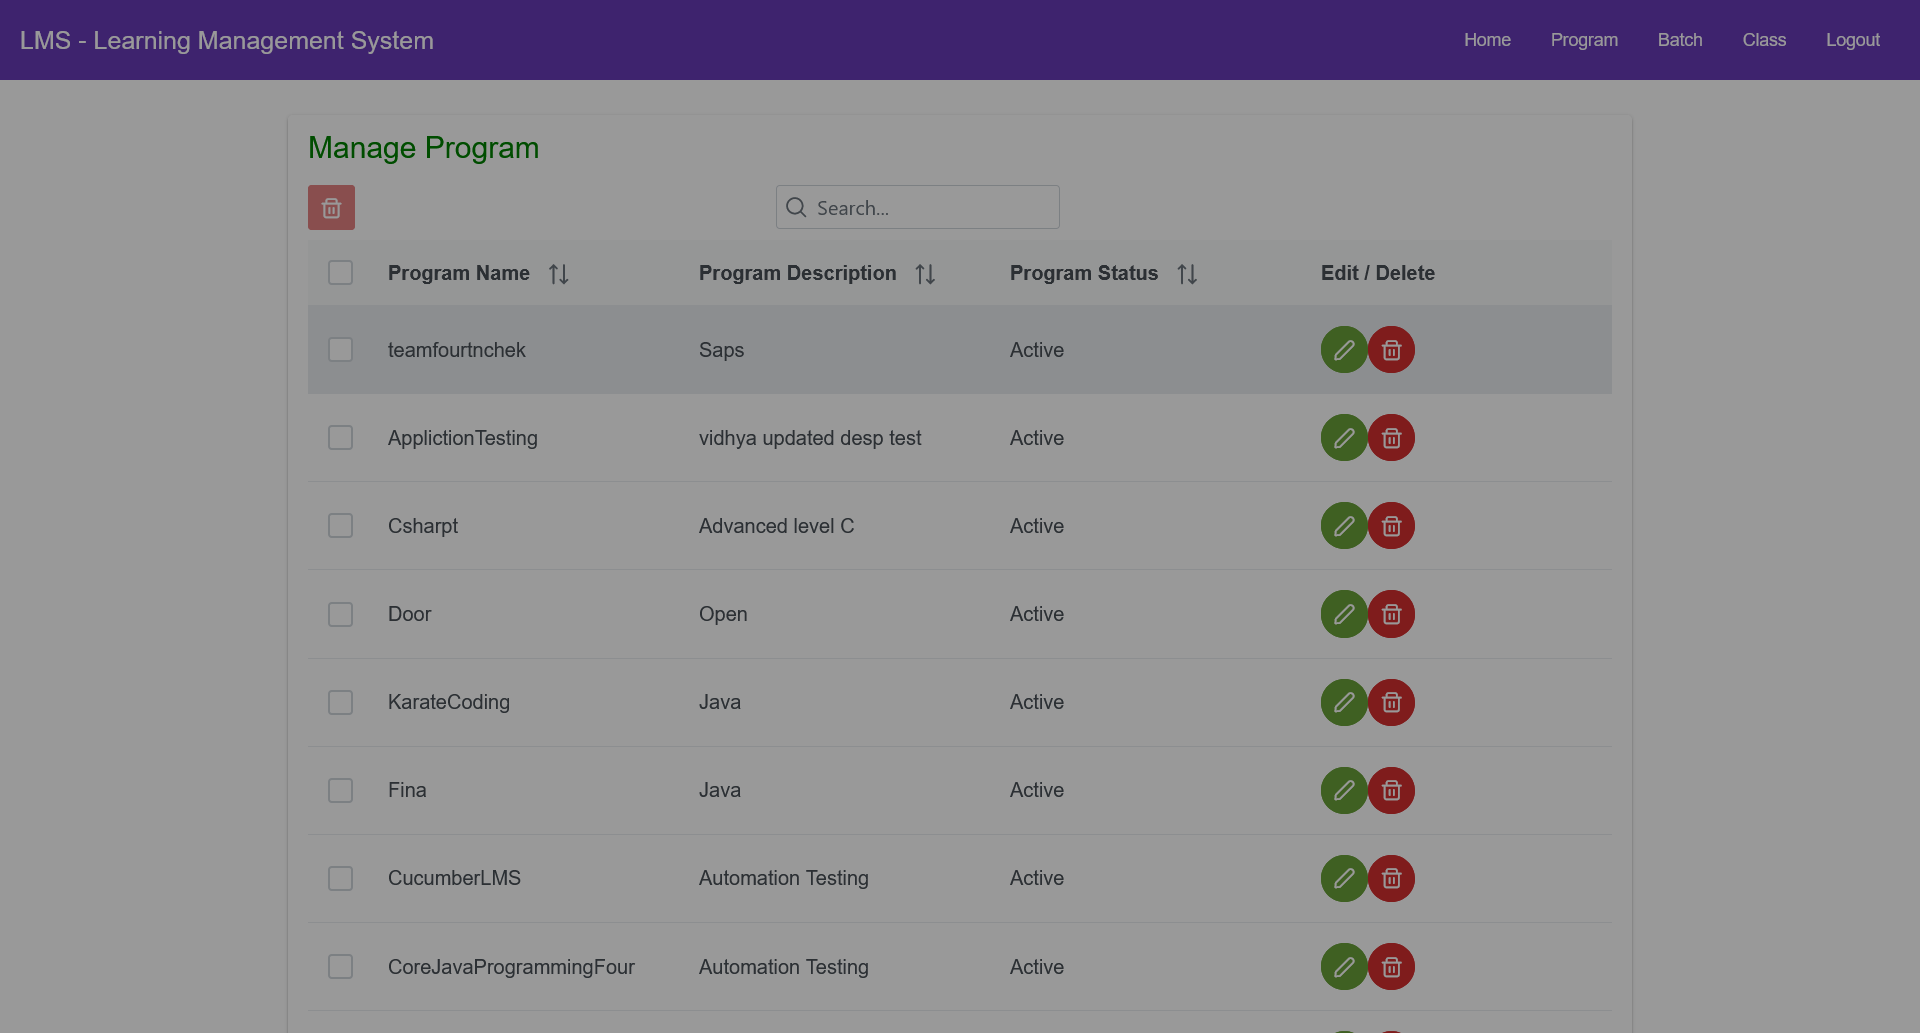 LMS - Learning Management System
Home Program Batch Class Logout
Manage Program
Search...
Program Name Program Description Program Status Edit / Delete
teamfourtnchek Saps Active
ApplictionTesting vidhya updated desp test Active
Csharpt Advanced level C Active
Door Open Active
KarateCoding Java Active
Fina Java Active
CucumberLMS Automation Testing Active
CoreJavaProgrammingFour Automation Testing Active